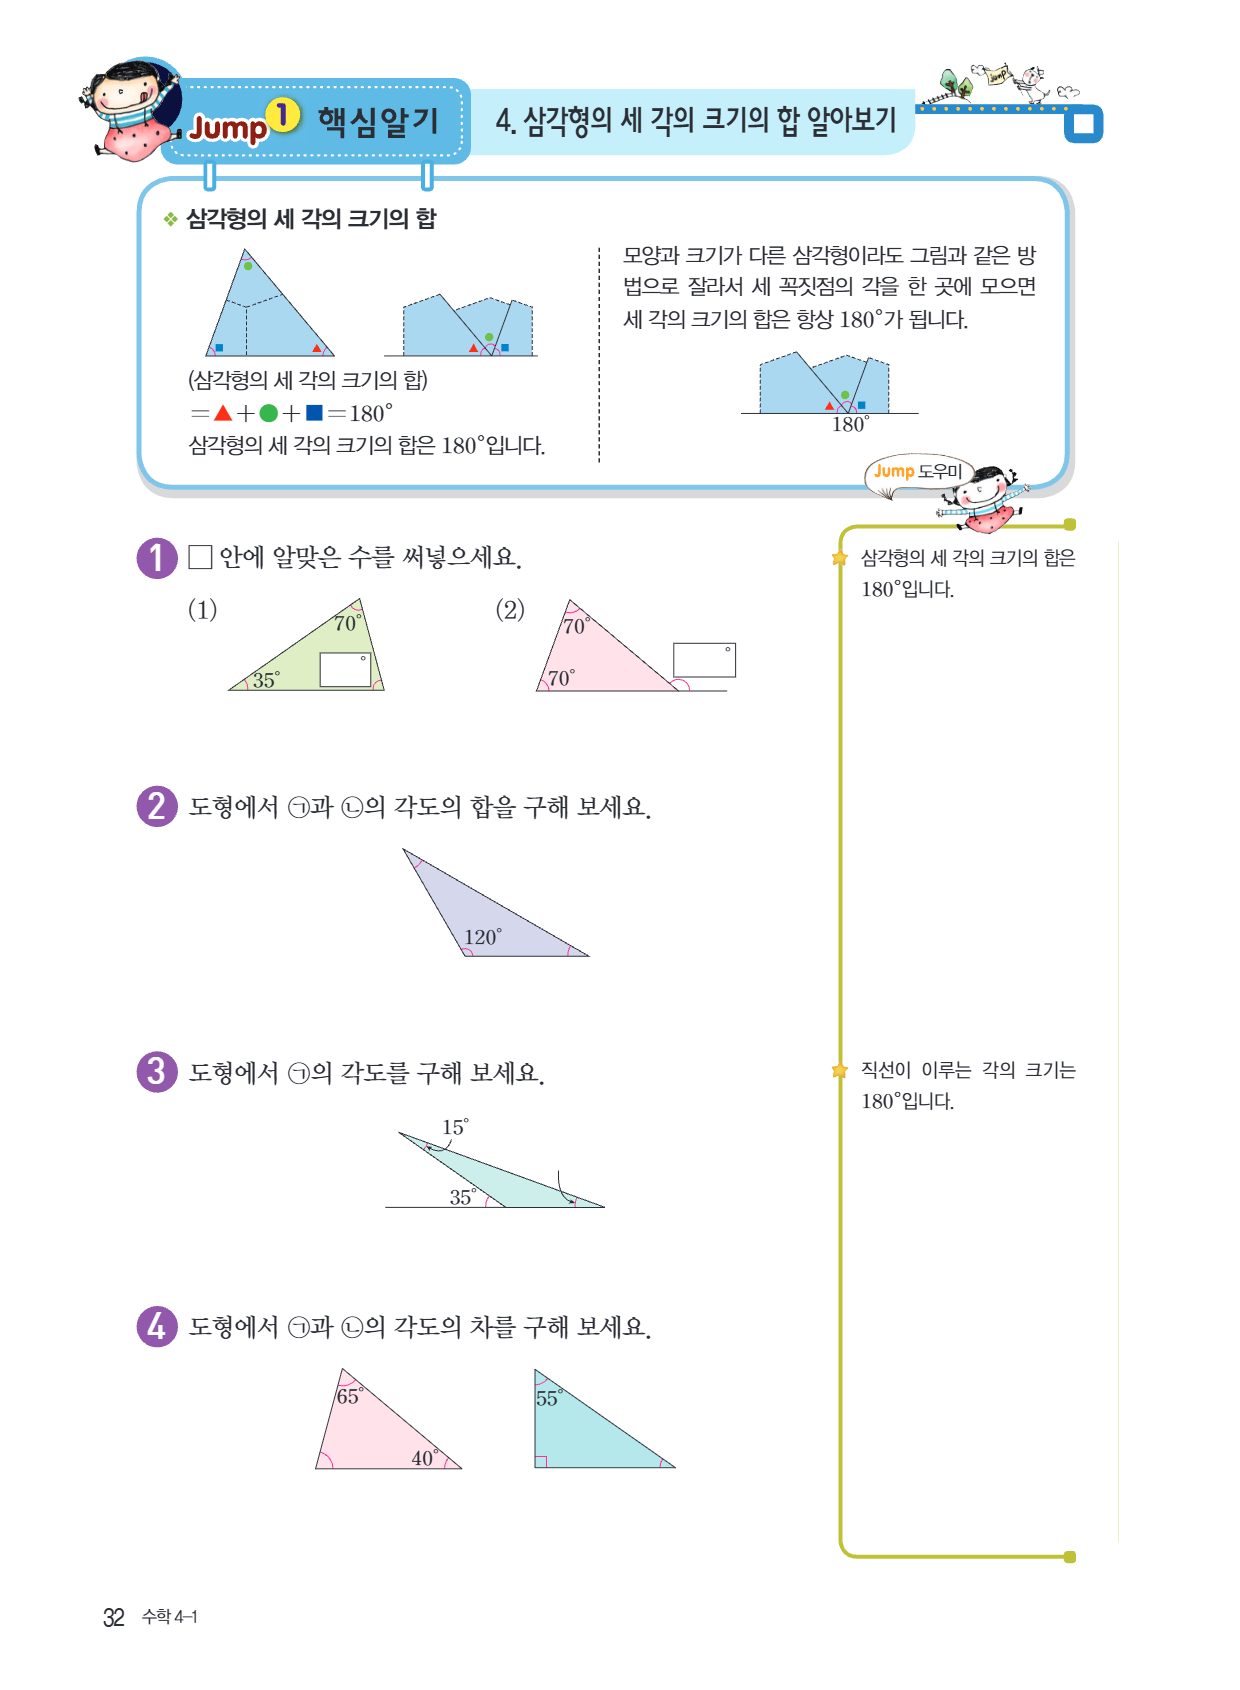 Jump 1 핵심알기 4. 삼각형의 세 각의 크기의 합 알아보기
Jump
❖ 삼각형의 세 각의 크기의 합
(삼각형의 세 각의 크기의 합)
=▲+●+■=180°
삼각형의 세 각의 크기의 합은 180°입니다.
모양과 크기가 다른 삼각형이라도 그림과 같은 방
법으로 잘라서 세 꼭짓점의 각을 한 곳에 모으면
세 각의 크기의 합은 항상 180°가 됩니다.
180°
Jump 도우미
1 □ 안에 알맞은 수를 써넣으세요.
(1)
70°
35°
°
(2)
70°
70°
°
삼각형의 세 각의 크기의 합은
180°입니다.
2 도형에서 ㉠과 ㉡의 각도의 합을 구해 보세요.
120°
3 도형에서 ㉠의 각도를 구해 보세요.
15°
35°
직선이 이루는 각의 크기는
180°입니다.
4 도형에서 ㉠과 ㉡의 각도의 차를 구해 보세요.
65°
40°
55°
32 수학 4-1